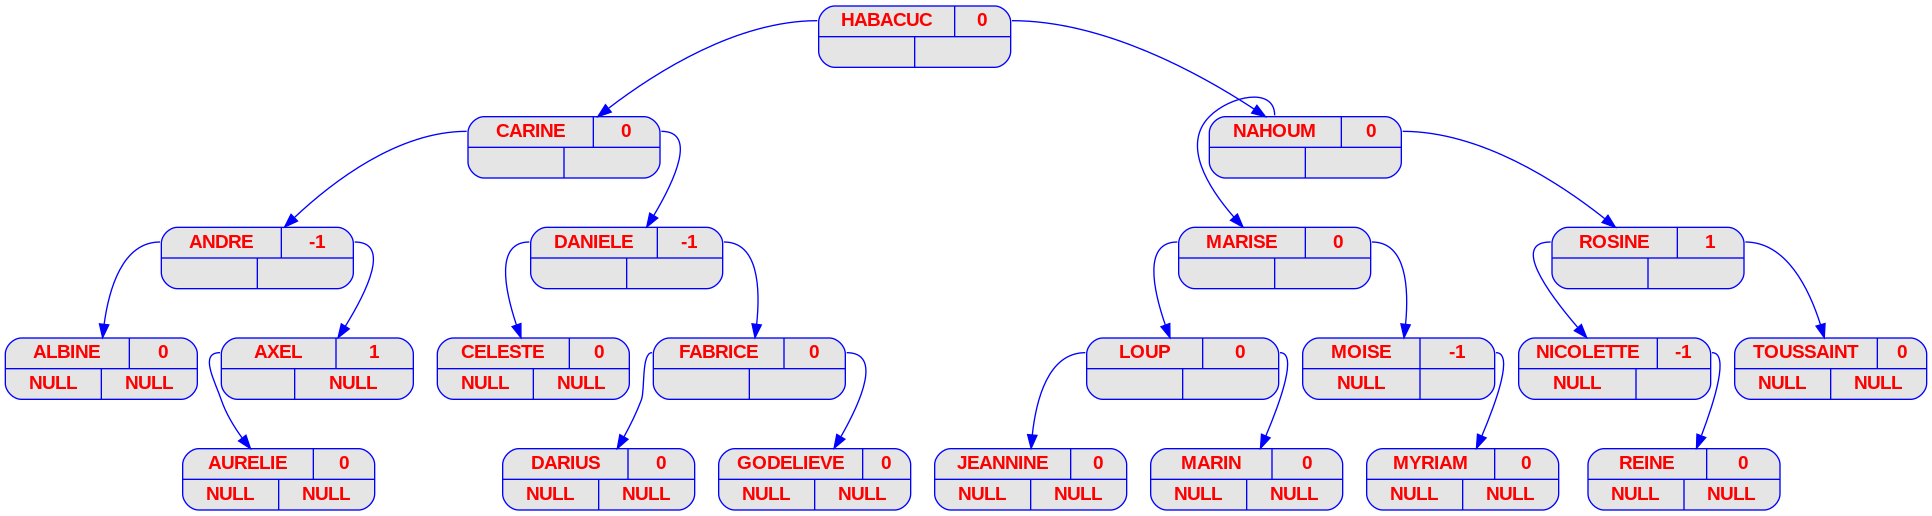 HABACUC 0
CARINE 0
NAHOUM 0
ANDRE -1
DANIELE -1
MARISE 0
ROSINE 1
ALBINE 0
NULL NULL
AXEL 1
NULL
CELESTE 0
NULL NULL
FABRICE 0
LOUP 0
MOISE -1
NULL
NICOLETTE -1
NULL
TOUSSAINT 0
NULL NULL
AURELIE 0
NULL NULL
DARIUS 0
NULL NULL
GODELIEVE 0
NULL NULL
JEANNINE 0
NULL NULL
MARIN 0
NULL NULL
MYRIAM 0
NULL NULL
REINE 0
NULL NULL